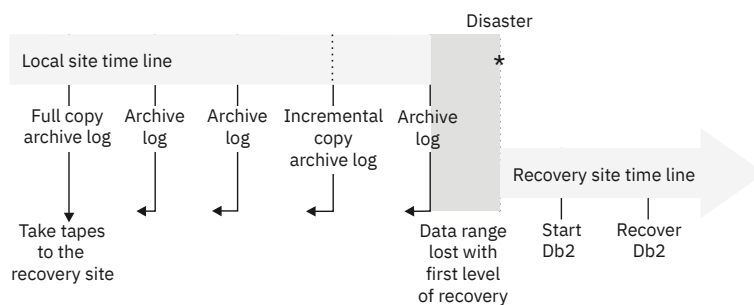 Disaster
*
Local site time line
Full copy
archive log
Archive
log
Archive
log
Incremental
copy
archive log
Archive
log
Recovery site time line
Take tapes
to the
recovery site
Data range
lost with
first level
of recovery
Start
Db2
Recover
Db2